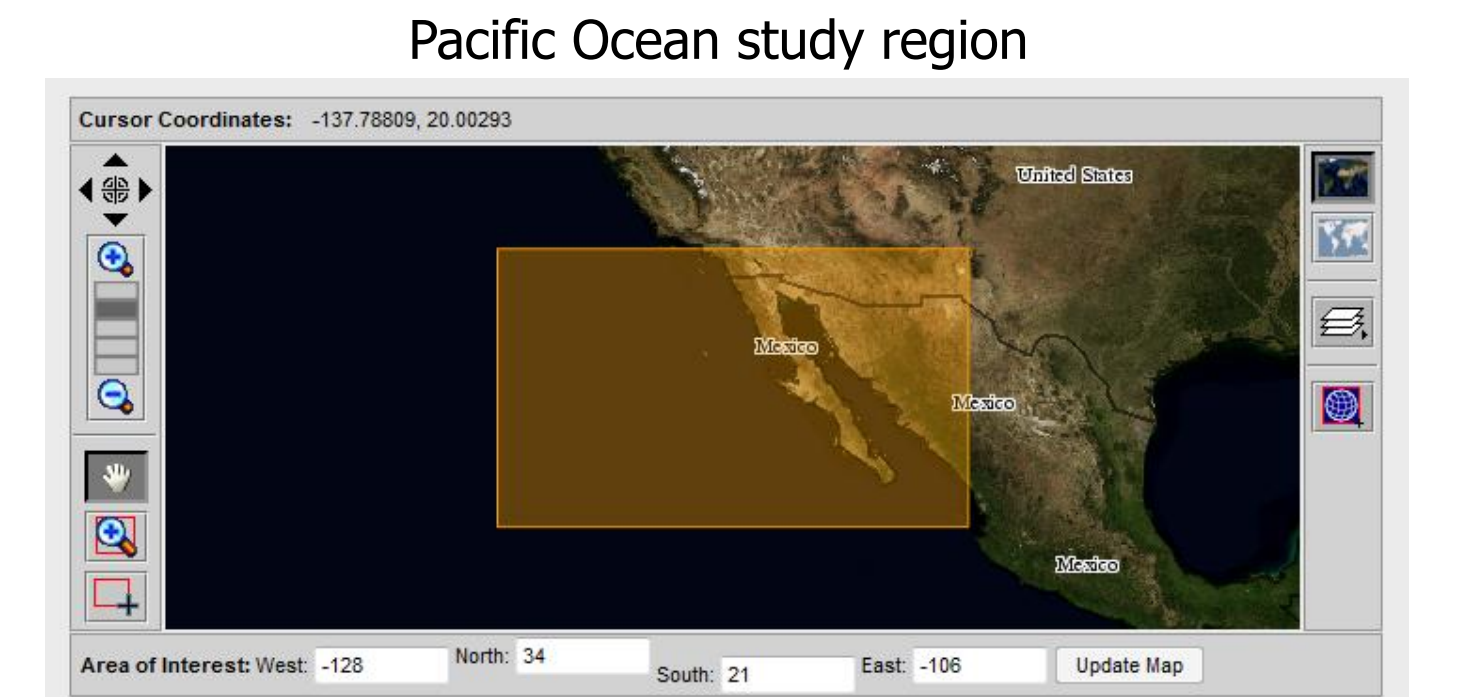 Pacific Ocean study region
Cursor Coordinates: -137.78809, 20.00293
United States
Mexico
Mexico
Mexico
Area of Interest: West: -128 North: 34 South: 21 East: -106 Update Map